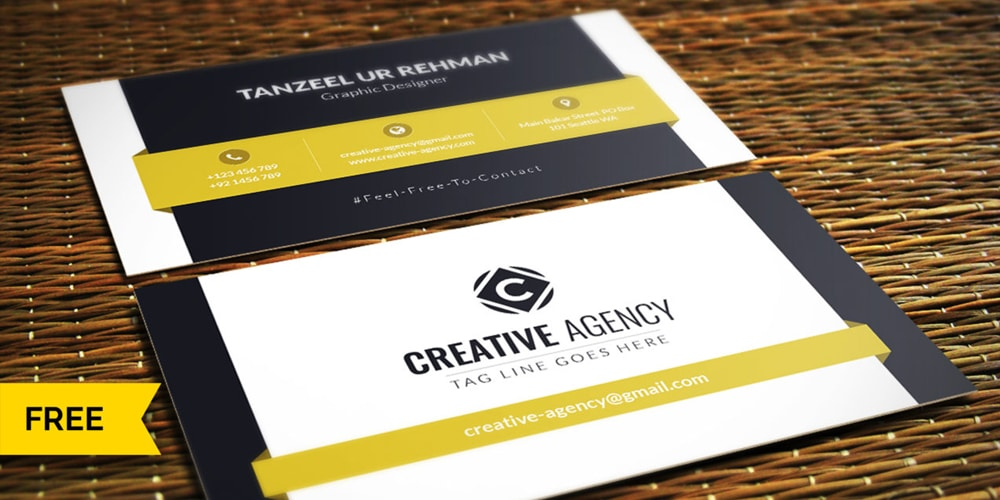 TANZEEL UR REHMAN
Graphic Designer
+123 456 789
+92 1456 789
creative-agency@gmail.com
www.creative-agency.com
Main Bakar Street, PO Box
101 Seattle WA
#Feel-Free-To-Contact
C
CREATIVE AGENCY
TAG LINE GOES HERE
creative-agency@gmail.com
FREE